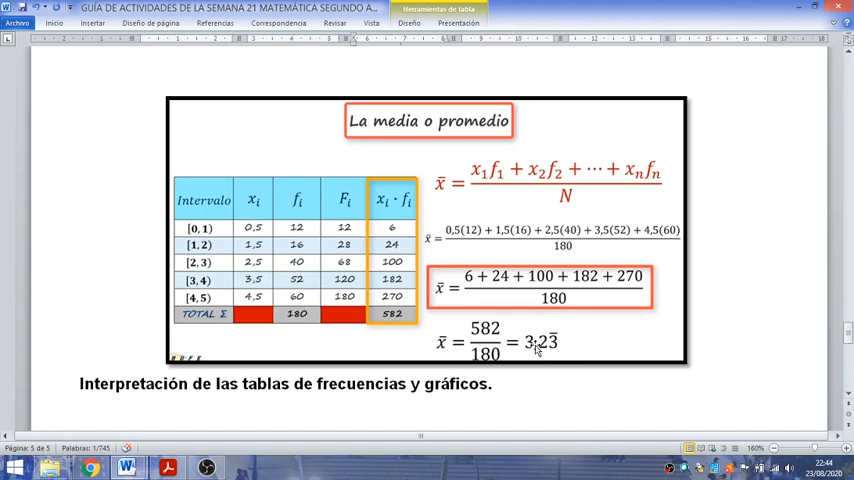 GUÍA DE ACTIVIDADES DE LA SEMANA 21 MATEMÁTICA SEGUNDO A...
Herramientas de tabla
Archivo Inicio Insertar Diseño de página Referencias Correspondencia Revisar Vista Diseño Presentación
La media o promedio
Intervalo xᵢ fᵢ Fᵢ xᵢ · fᵢ
[0, 1) 0,5 12 12 6
[1, 2) 1,5 16 28 24
[2, 3) 2,5 40 68 100
[3, 4) 3,5 52 120 182
[4, 5) 4,5 60 180 270
TOTAL Σ 180 582
x̄ = (x₁f₁ + x₂f₂ + ⋯ + xₙfₙ) / N
x̄ = (0,5(12) + 1,5(16) + 2,5(40) + 3,5(52) + 4,5(60)) / 180
x̄ = (6 + 24 + 100 + 182 + 270) / 180
x̄ = 582 / 180 = 3,23̅
Interpretación de las tablas de frecuencias y gráficos.
Página: 5 de 5 Palabras: 1/745 160%
22:44
23/08/2020